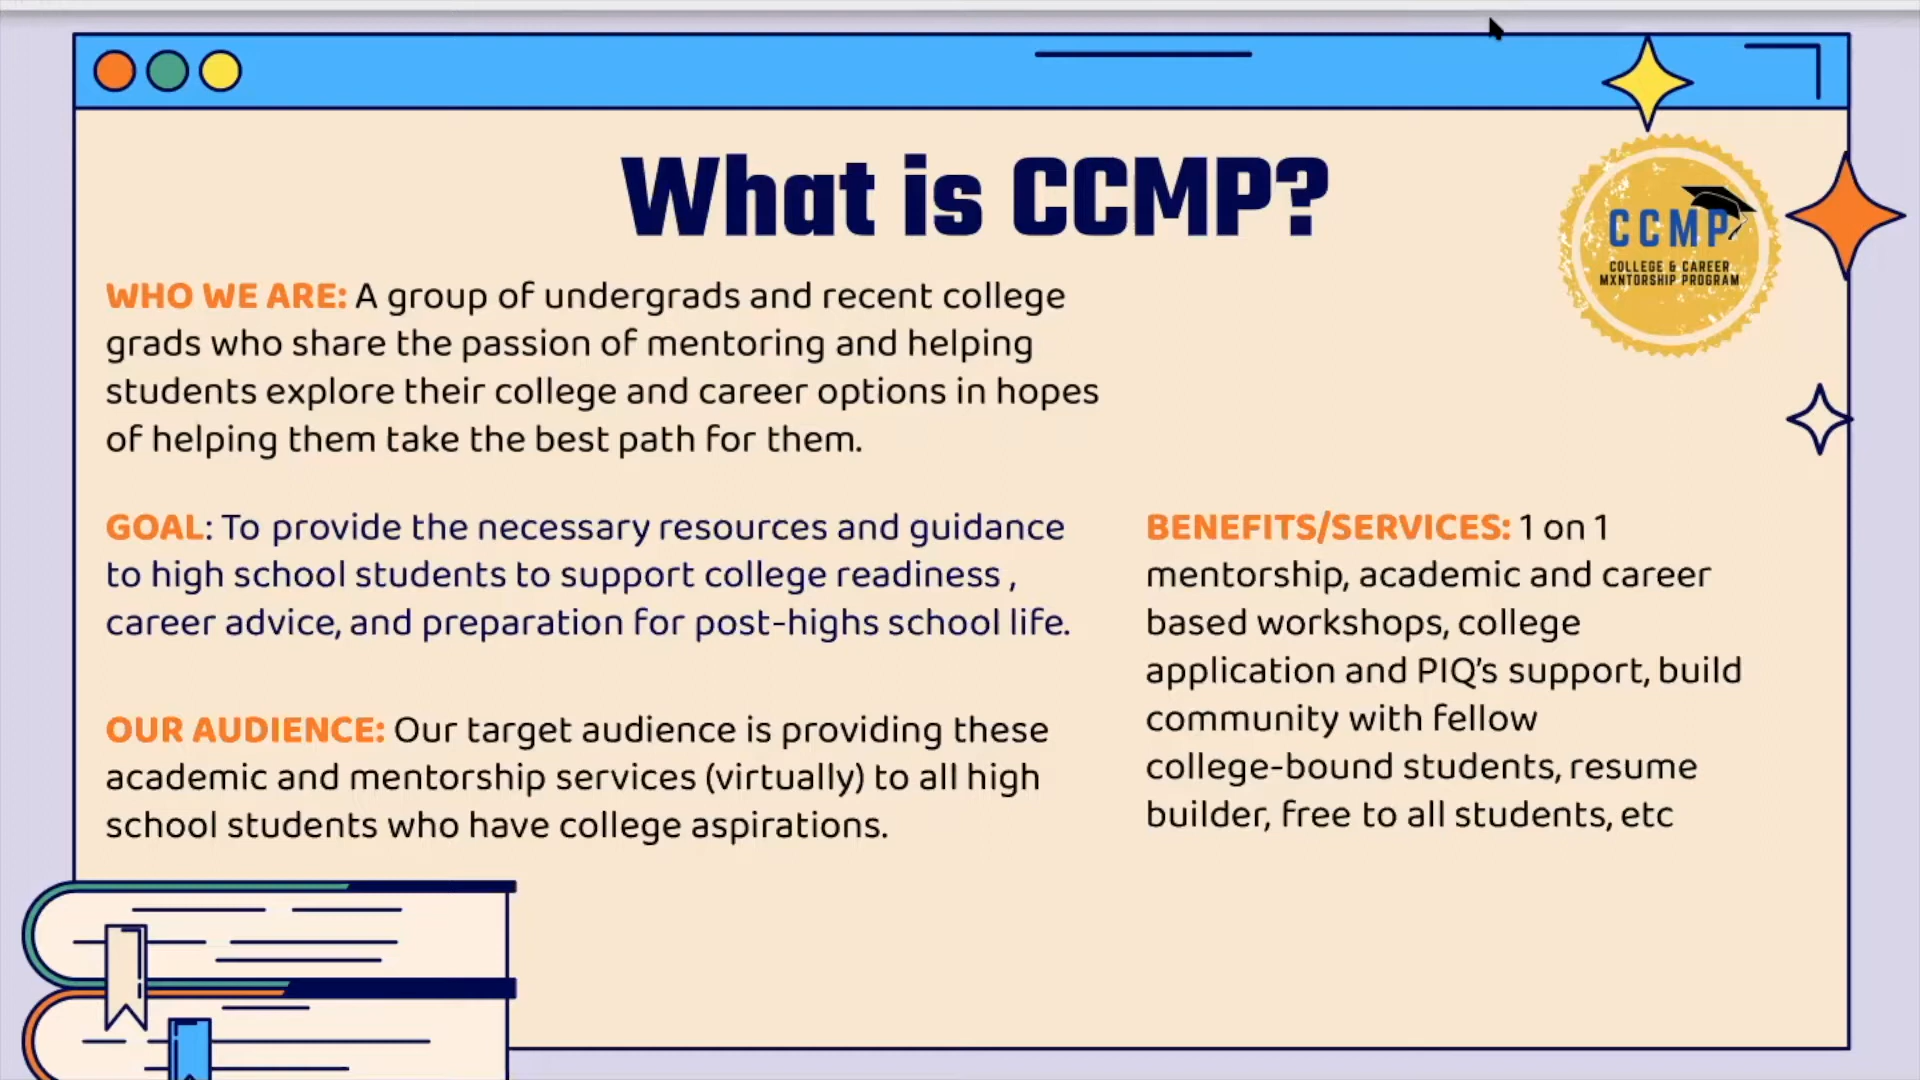 What is CCMP?
CCMP
COLLEGE & CAREER
MXNTORSHIP PROGRAM
WHO WE ARE: A group of undergrads and recent college
grads who share the passion of mentoring and helping
students explore their college and career options in hopes
of helping them take the best path for them.
GOAL: To provide the necessary resources and guidance
to high school students to support college readiness ,
career advice, and preparation for post-highs school life.
OUR AUDIENCE: Our target audience is providing these
academic and mentorship services (virtually) to all high
school students who have college aspirations.
BENEFITS/SERVICES: 1 on 1
mentorship, academic and career
based workshops, college
application and PIQ's support, build
community with fellow
college-bound students, resume
builder, free to all students, etc